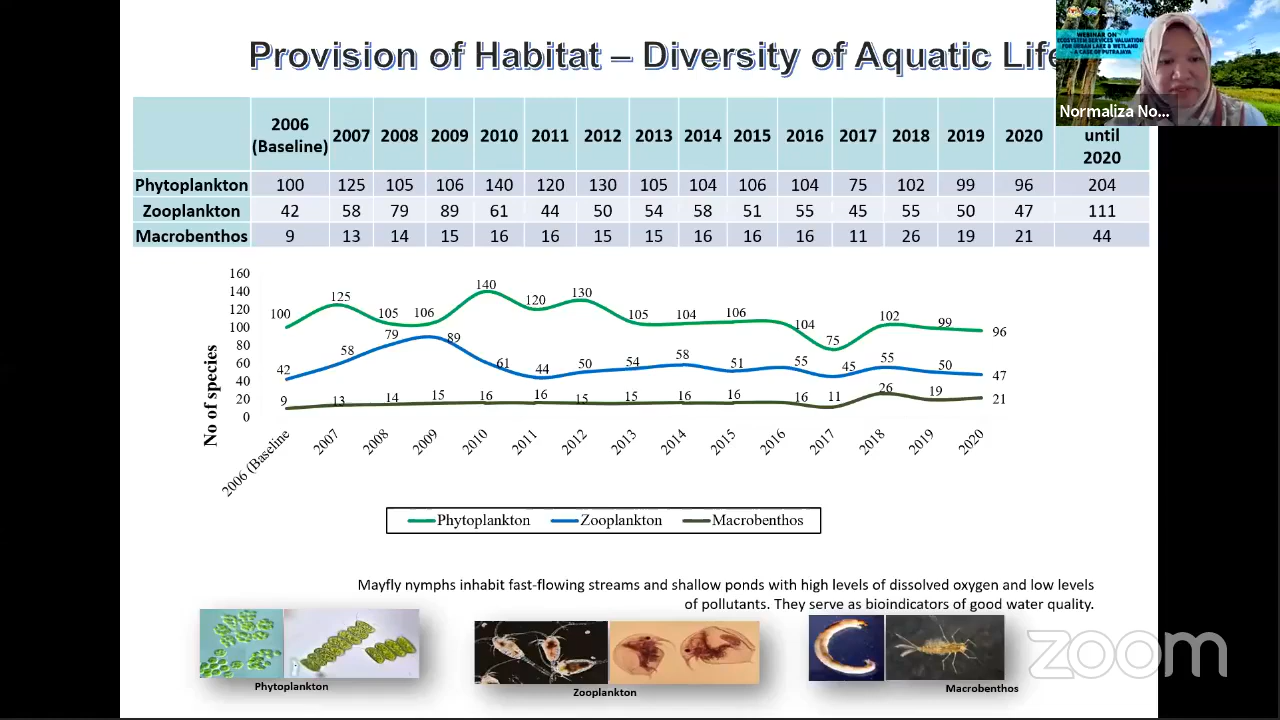 Provision of Habitat – Diversity of Aquatic Life
WEBINAR ON
ECOSYSTEM SERVICES VALUATION
FOR URBAN LAKE & WETLAND
- A CASE OF PUTRAJAYA
Normaliza No...
2006 (Baseline) 2007 2008 2009 2010 2011 2012 2013 2014 2015 2016 2017 2018 2019 2020 until 2020
Phytoplankton 100 125 105 106 140 120 130 105 104 106 104 75 102 99 96 204
Zooplankton 42 58 79 89 61 44 50 54 58 51 55 45 55 50 47 111
Macrobenthos 9 13 14 15 16 16 15 15 16 16 16 11 26 19 21 44
No of species
160
140
120
100
80
60
40
20
0
100 125 105 106 140 120 130 105 104 106 104 75 102 99 96
42 58 79 89 61 44 50 54 58 51 55 45 55 50 47
9 13 14 15 16 16 15 15 16 16 16 11 26 19 21
2006 (Baseline 2007 2008 2009 2010 2011 2012 2013 2014 2015 2016 2017 2018 2019 2020
Phytoplankton Zooplankton Macrobenthos
Mayfly nymphs inhabit fast-flowing streams and shallow ponds with high levels of dissolved oxygen and low levels
of pollutants. They serve as bioindicators of good water quality.
Phytoplankton
Zooplankton
Macrobenthos
zoom